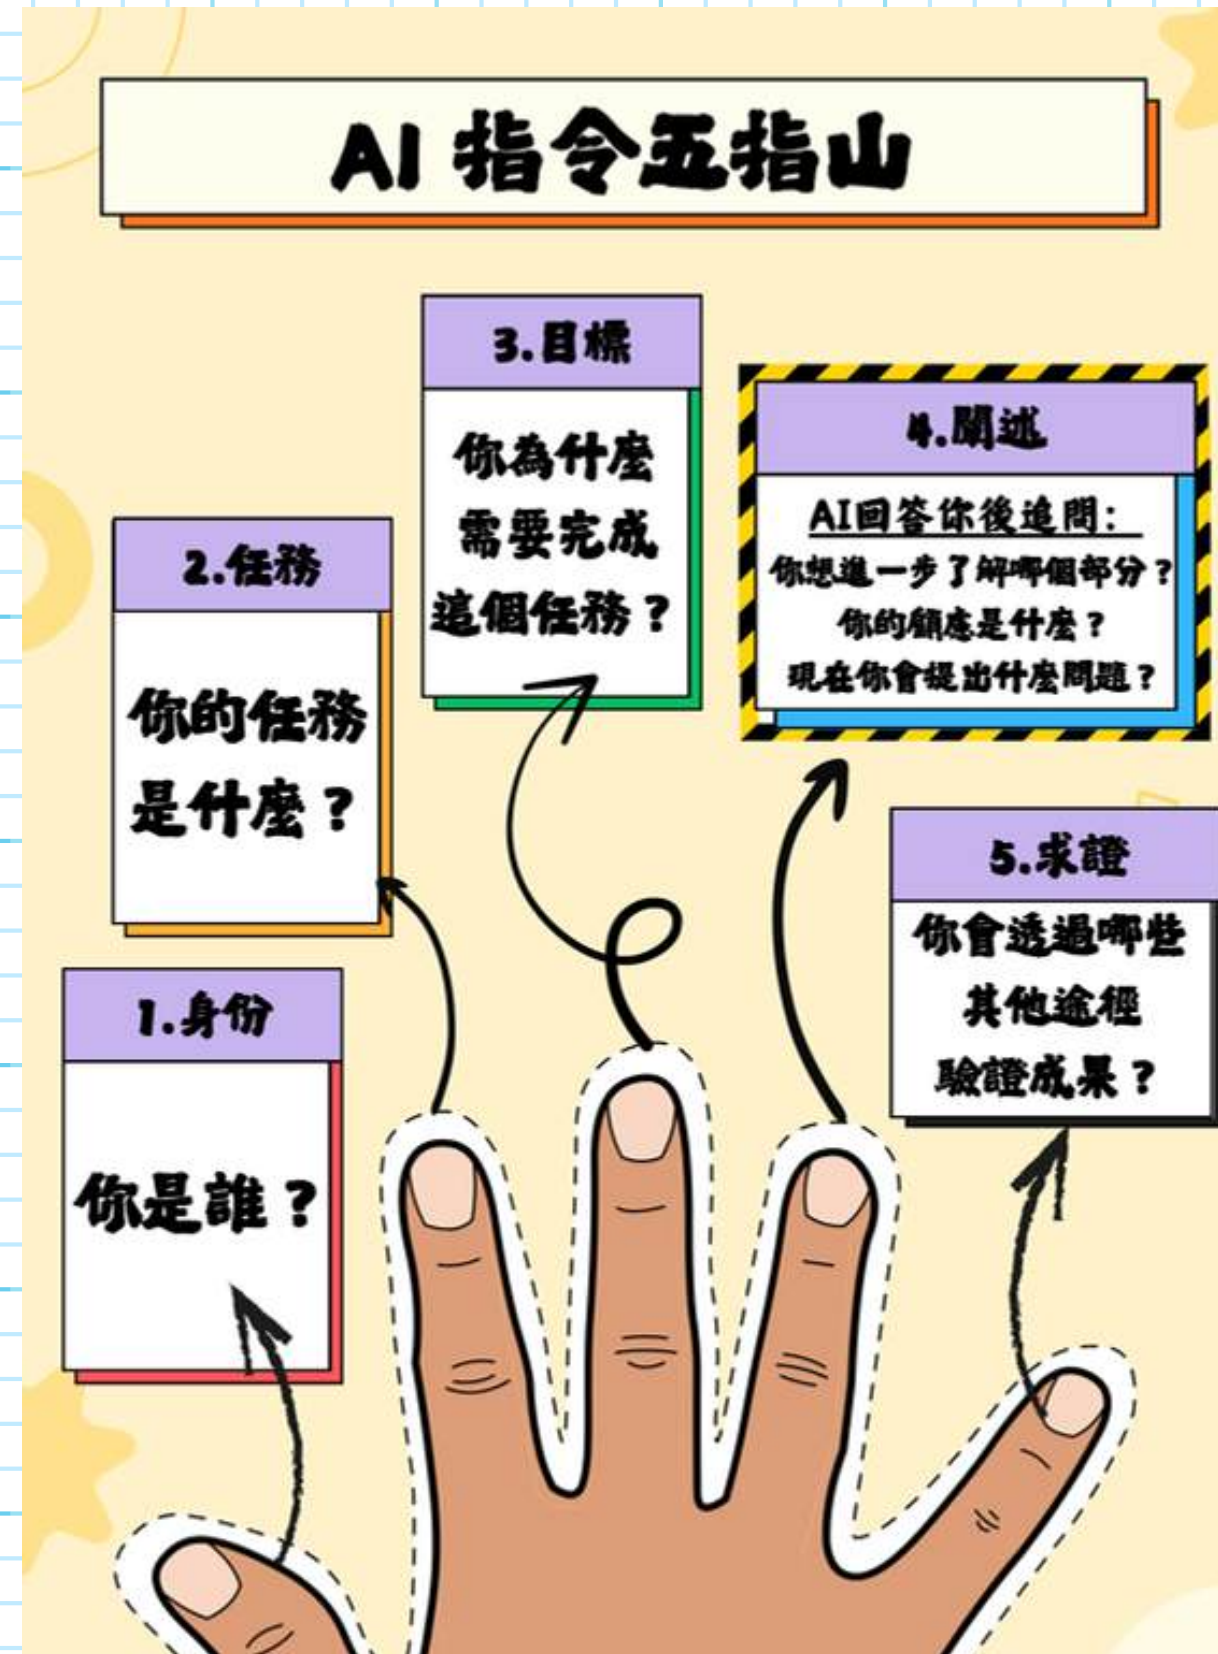 AI 指令五指山
3.目標
你為什麼
需要完成
這個任務？
4.闡述
AI回答你後追問：
你想進一步了解哪個部分？
你的顧慮是什麼？
現在你會提出什麼問題？
2.任務
你的任務
是什麼？
5.求證
你會透過哪些
其他途徑
驗證成果？
1.身份
你是誰？